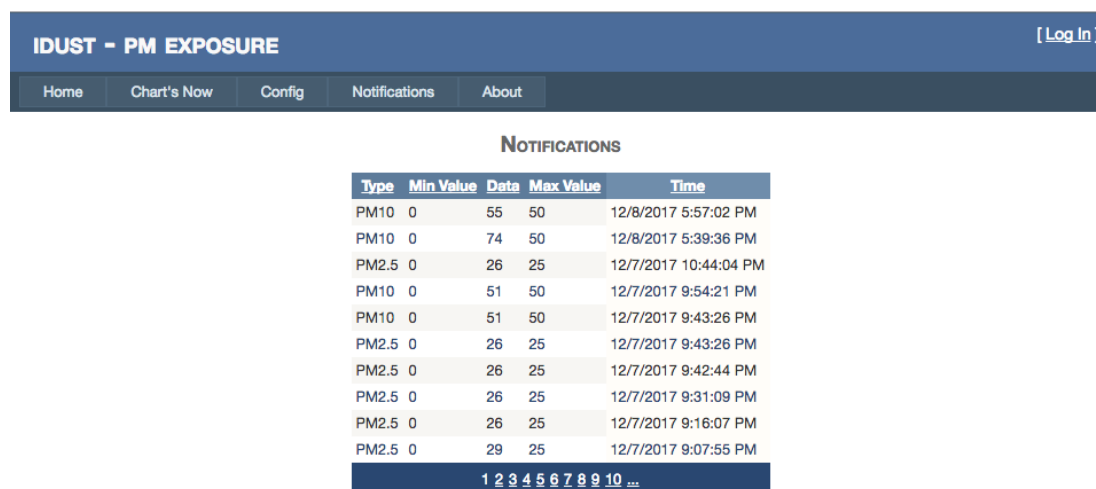 [ Log In ]
IDUST - PM EXPOSURE
Home Chart's Now Config Notifications About
NOTIFICATIONS
Type Min Value Data Max Value Time
PM10 0 55 50 12/8/2017 5:57:02 PM
PM10 0 74 50 12/8/2017 5:39:36 PM
PM2.5 0 26 25 12/7/2017 10:44:04 PM
PM10 0 51 50 12/7/2017 9:54:21 PM
PM10 0 51 50 12/7/2017 9:43:26 PM
PM2.5 0 26 25 12/7/2017 9:43:26 PM
PM2.5 0 26 25 12/7/2017 9:42:44 PM
PM2.5 0 26 25 12/7/2017 9:31:09 PM
PM2.5 0 26 25 12/7/2017 9:16:07 PM
PM2.5 0 29 25 12/7/2017 9:07:55 PM
1 2 3 4 5 6 7 8 9 10 ...